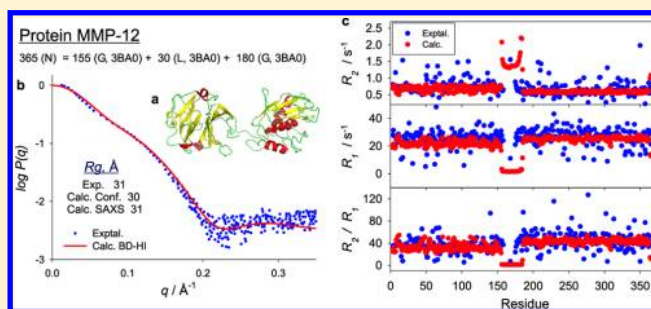 Protein MMP-12
365 (N) = 155 (G, 3BA0) + 30 (L, 3BA0) + 180 (G, 3BA0)
b
a
0
-1
-2
-3
log P(q)
Rg, Å
Exp. 31
Calc. Conf. 30
Calc. SAXS 31
Exptal.
Calc. BD-HI
0.0
0.1
0.2
0.3
q / Å⁻¹
c
Exptal.
Calc.
R₂ / s⁻¹
2.0
1.5
1.0
0.5
R₁ / s⁻¹
40
20
0
R₂ / R₁
120
80
40
0
0
50
100
150
200
250
300
350
Residue